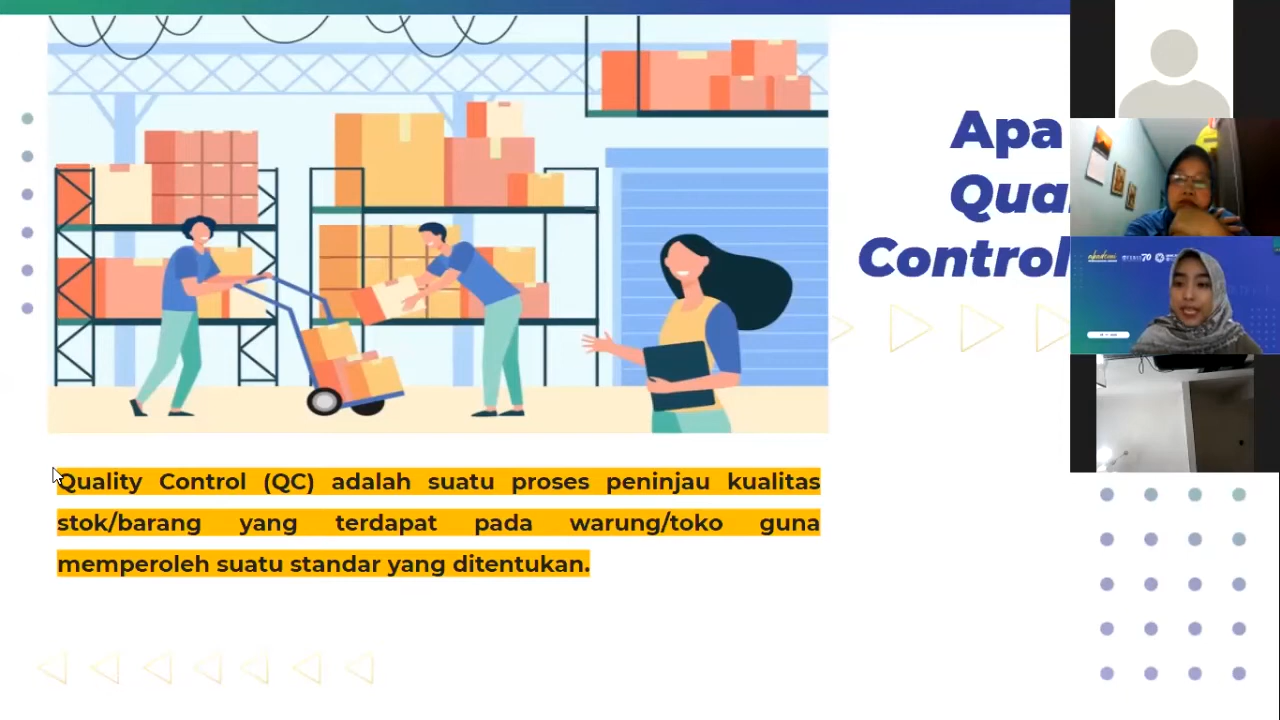 Apa
Qua
Control
Quality Control (QC) adalah suatu proses peninjau kualitas
stok/barang yang terdapat pada warung/toko guna
memperoleh suatu standar yang ditentukan.